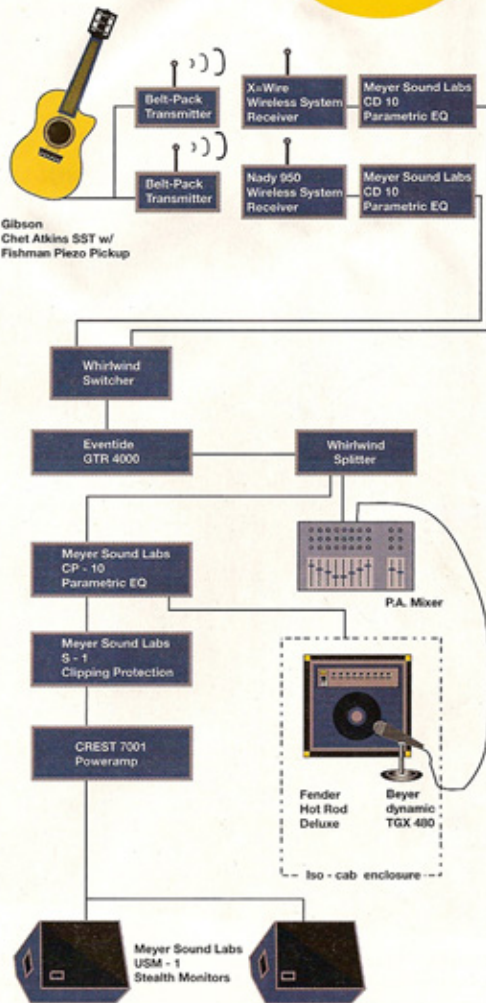 Belt-Pack
Transmitter
X=Wire
Wireless System
Receiver
Meyer Sound Labs
CD 10
Parametric EQ
Belt-Pack
Transmitter
Nady 950
Wireless System
Receiver
Meyer Sound Labs
CD 10
Parametric EQ
Gibson
Chet Atkins SST w/
Fishman Piezo Pickup
Whirlwind
Switcher
Eventide
GTR 4000
Whirlwind
Splitter
Meyer Sound Labs
CP - 10
Parametric EQ
P.A. Mixer
Meyer Sound Labs
S - 1
Clipping Protection
CREST 7001
Poweramp
Fender
Hot Rod
Deluxe
Beyer
dynamic
TGX 480
Iso - cab enclosure
Meyer Sound Labs
USM - 1
Stealth Monitors